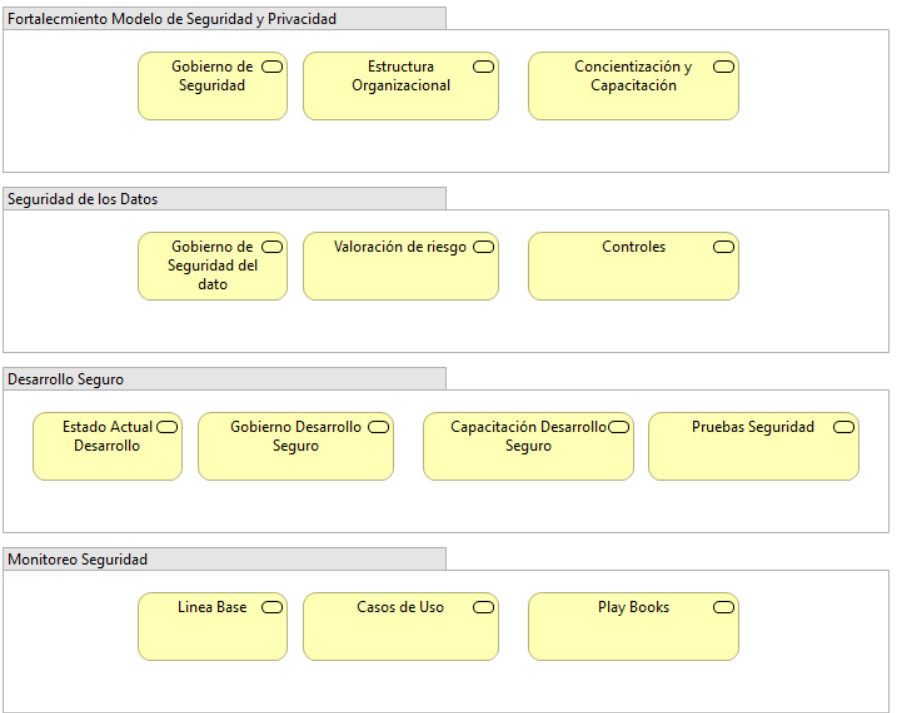 Fortalecmiento Modelo de Seguridad y Privacidad
Gobierno de
Seguridad
Estructura
Organizacional
Concientización y
Capacitación
Seguridad de los Datos
Gobierno de
Seguridad del
dato
Valoración de riesgo
Controles
Desarrollo Seguro
Estado Actual
Desarrollo
Gobierno Desarrollo
Seguro
Capacitación Desarrollo
Seguro
Pruebas Seguridad
Monitoreo Seguridad
Linea Base
Casos de Uso
Play Books